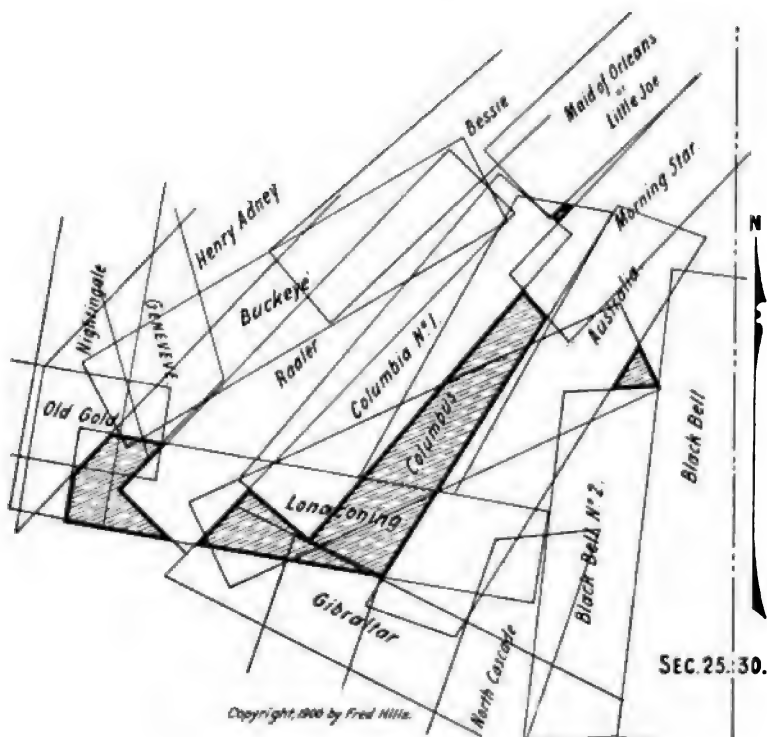 Maid of Orleans
or
Little Joe
Bessie
Morning Star
Henry Adney
N
Nightingale
GENEVIEVE
Buckeye
Australia
Raaler
Columbia Nº 1.
Black Bell
Old Gold
Columbus
Lonaconing
Black Bell Nº 2.
Gibraltar
North Cascade
SEC. 25. 30.
Copyright, 1900 by Fred Hills.